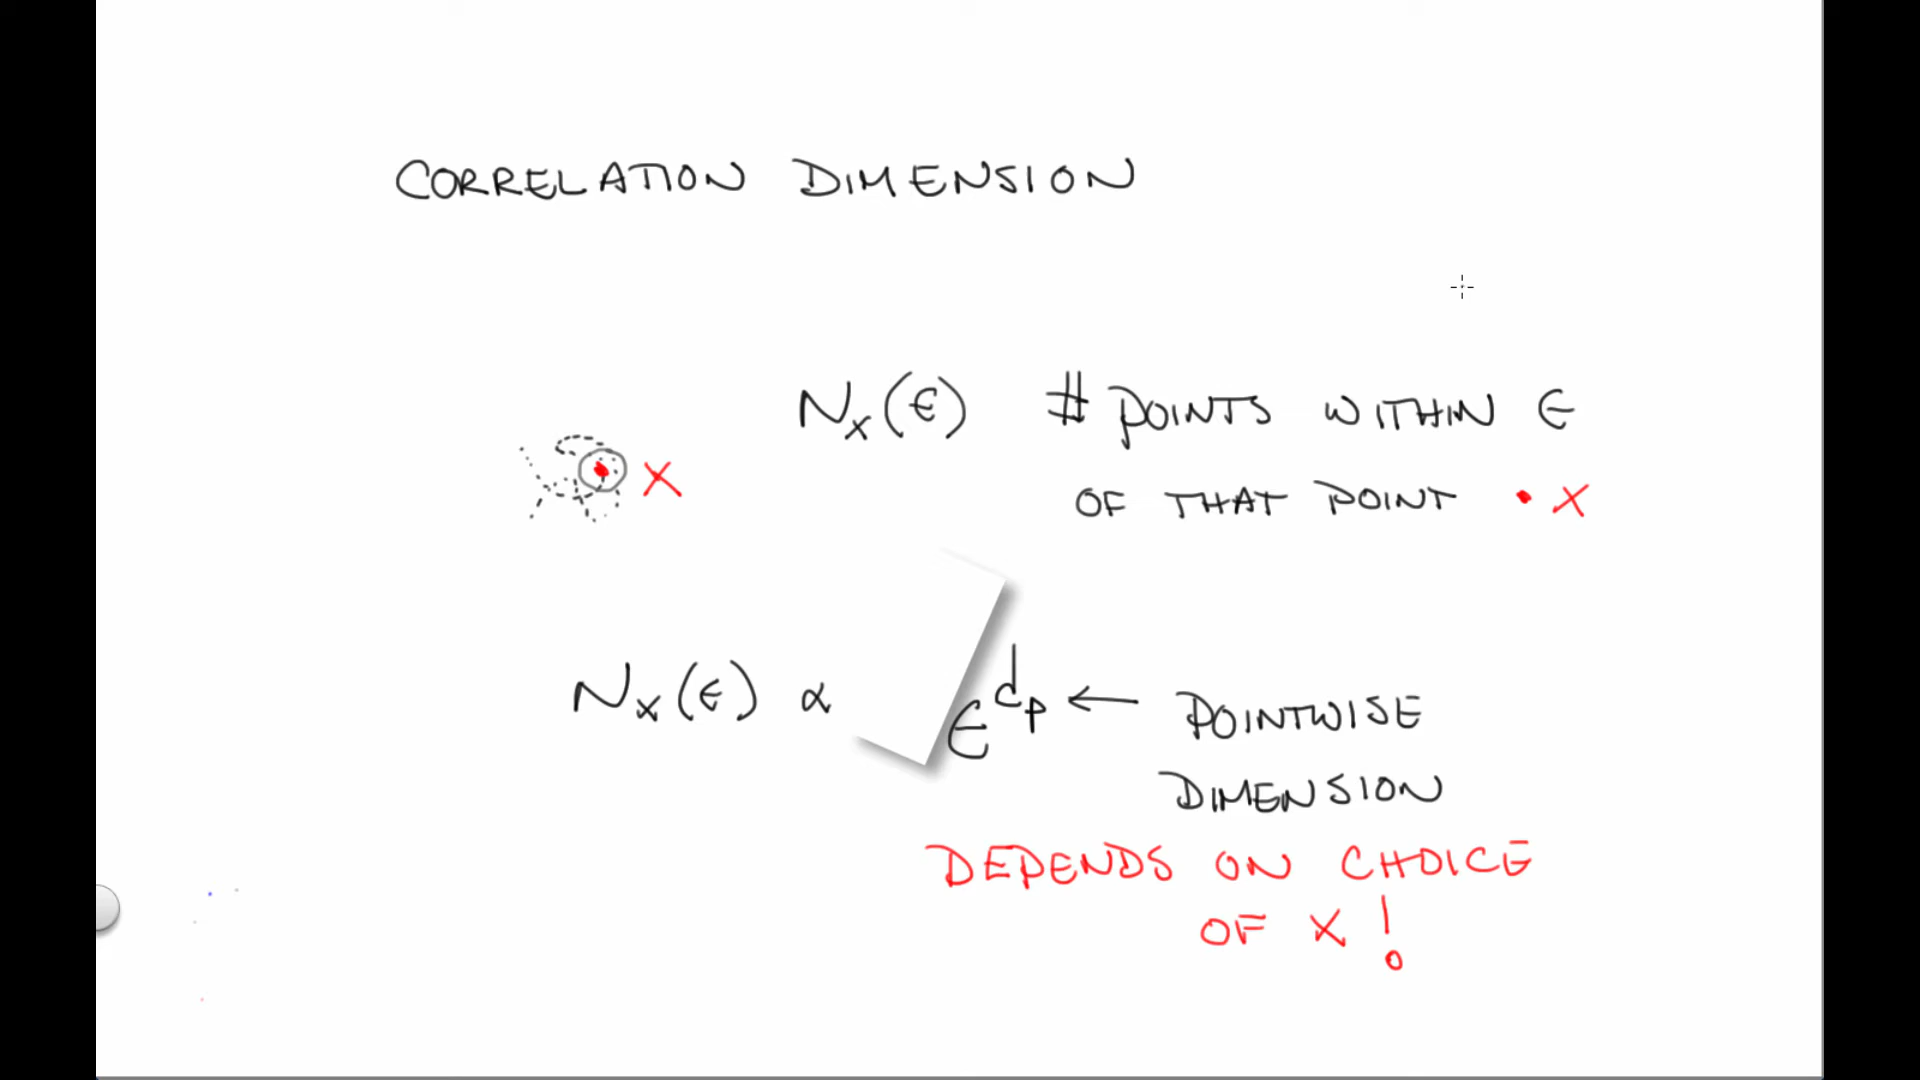 CORRELATION DIMENSION
Nx(ϵ) # POINTS WITHIN ϵ
X
OF THAT POINT • X
Nx(ϵ) ∝ ϵ^dp ← POINTWISE
DIMENSION
DEPENDS ON CHOICE
OF X !